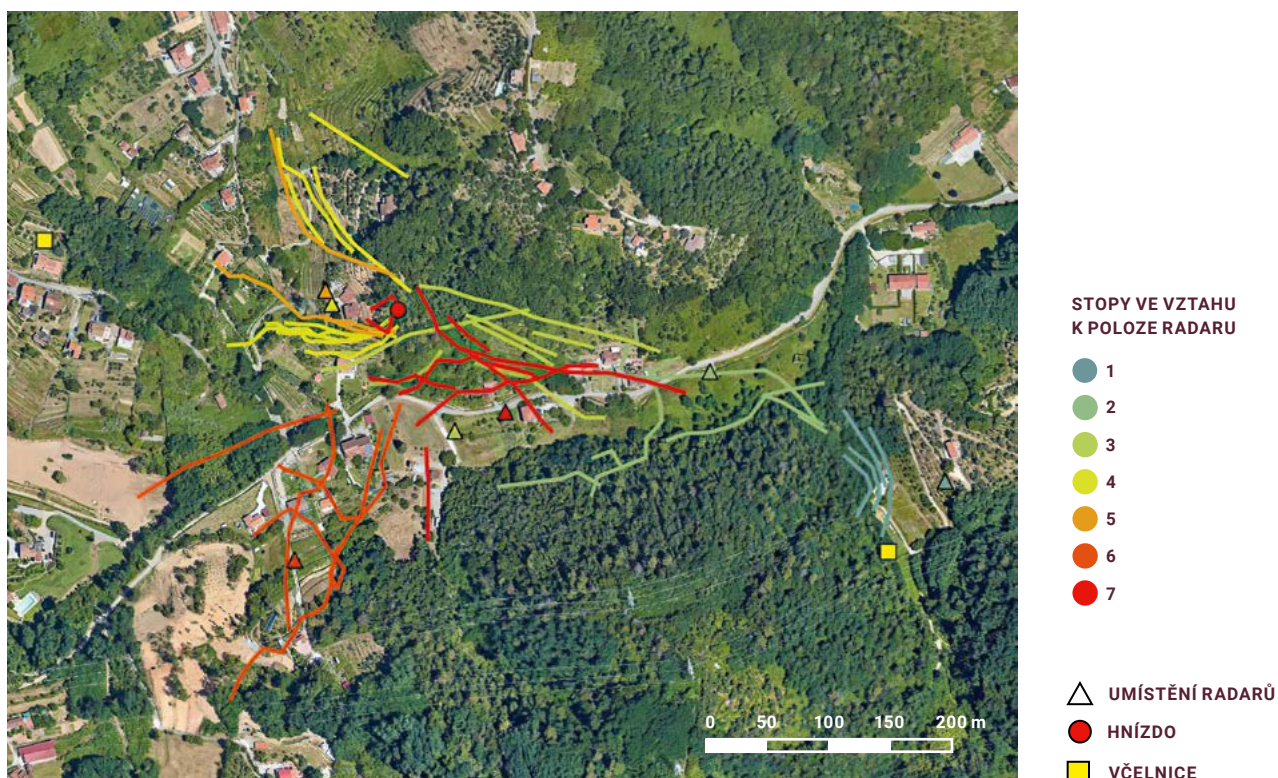 STOPY VE VZTAHU
K POLOZE RADARU
1
2
3
4
5
6
7
UMÍSTĚNÍ RADARŮ
HNÍZDO
VČELNICE
0 50 100 150 200 m